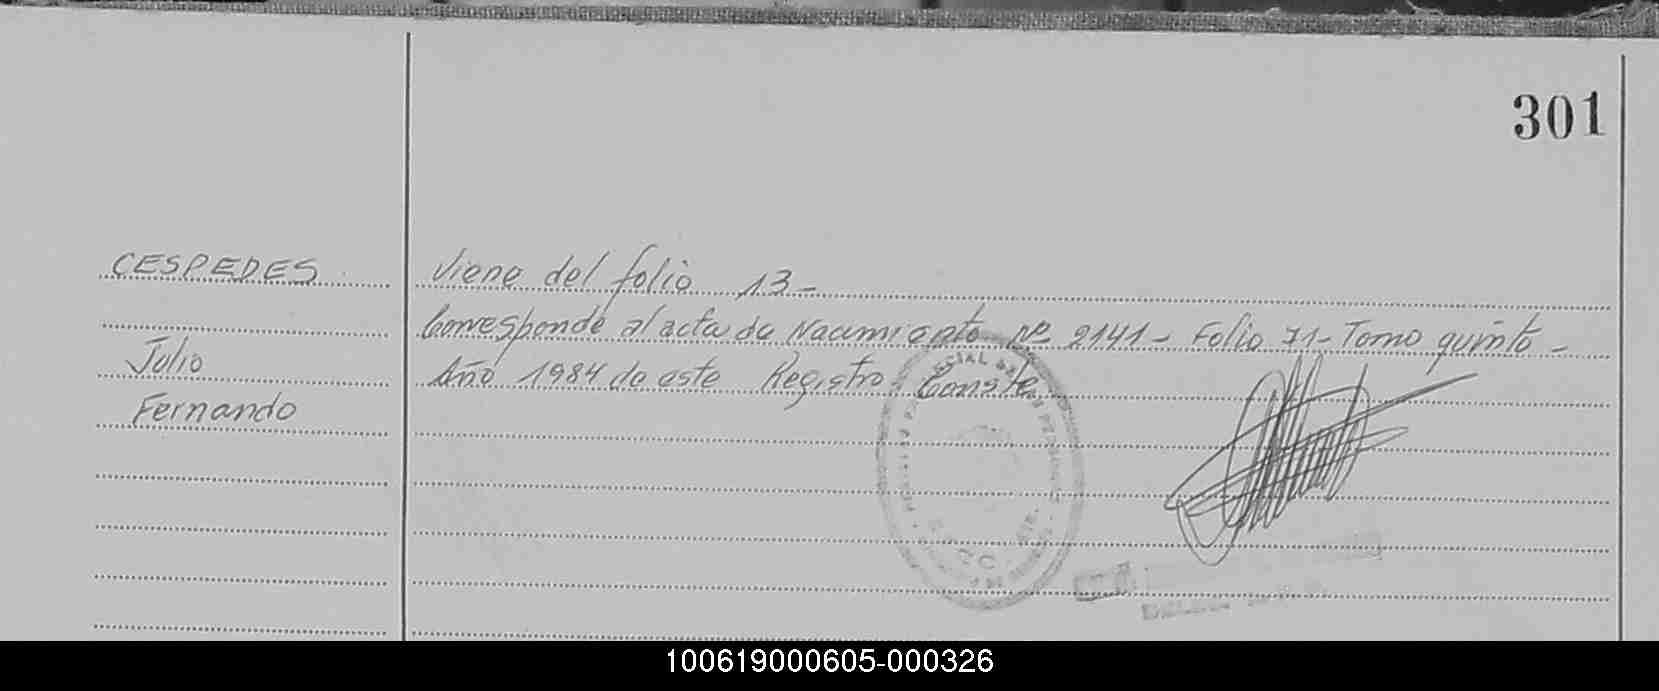 301
CESPEDES
Viene del folio 13-
Corresponde al acta de Nacimiento Nº 2141- Folio 71- Tomo quinto-
Julio
Año 1984 de este Registro Conste
Fernando
100619000605-000326